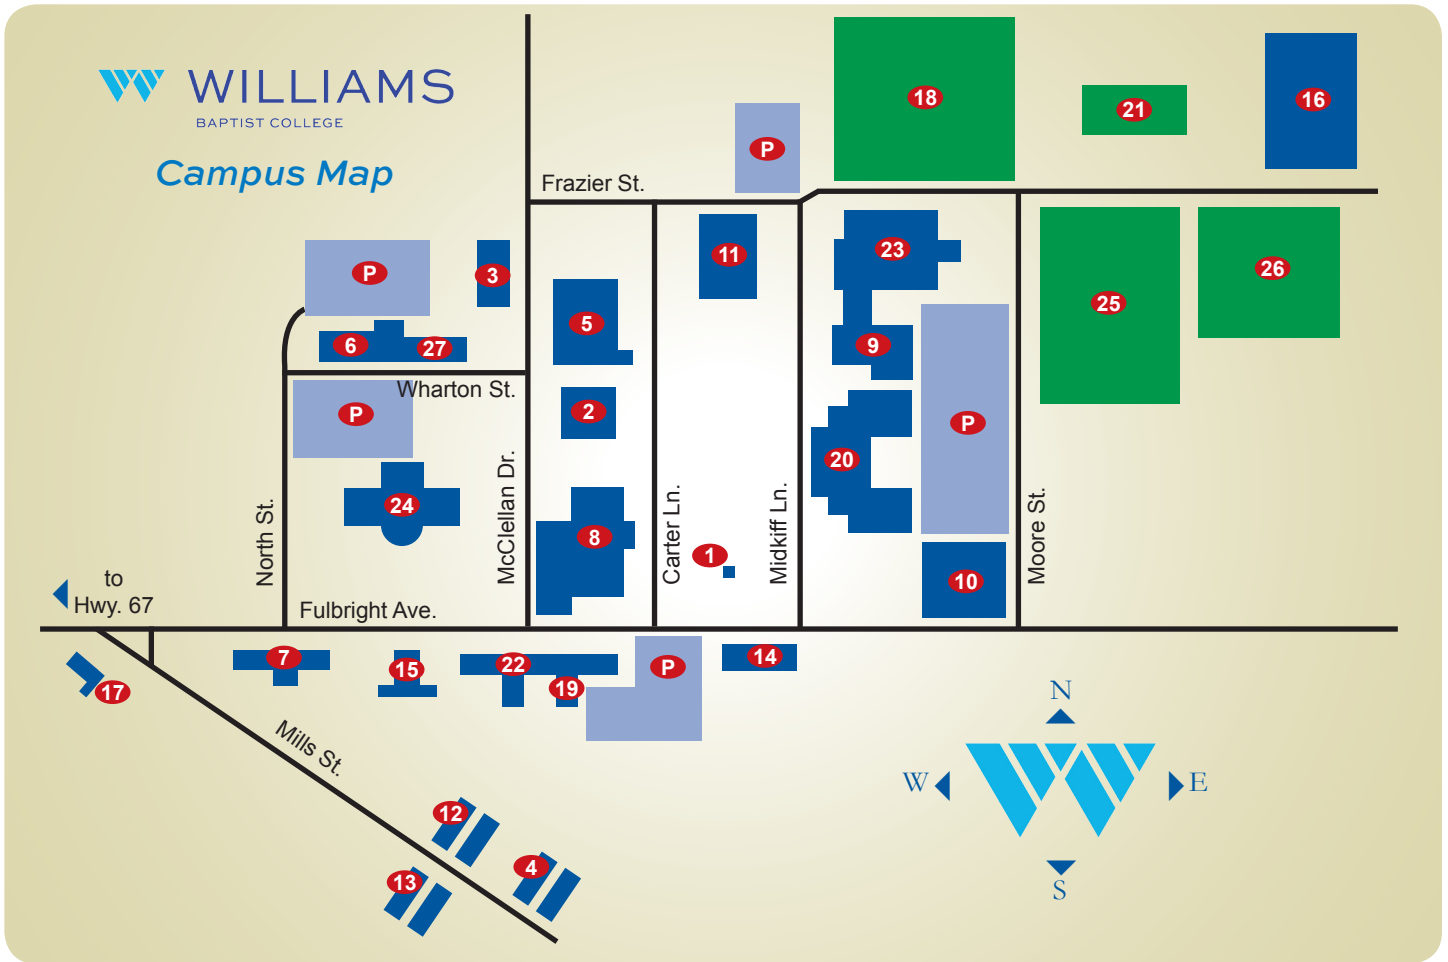 WILLIAMS
BAPTIST COLLEGE
Campus Map
18
21
16
P
Frazier St.
11
23
26
P
3
25
5
6
27
9
Wharton St.
P
2
P
20
24
8
1
10
North St.
McClellan Dr.
Carter Ln.
Midkiff Ln.
Moore St.
to
Hwy. 67
Fulbright Ave.
7
15
22
19
P
14
17
Mills St.
12
4
13
N
W
E
S